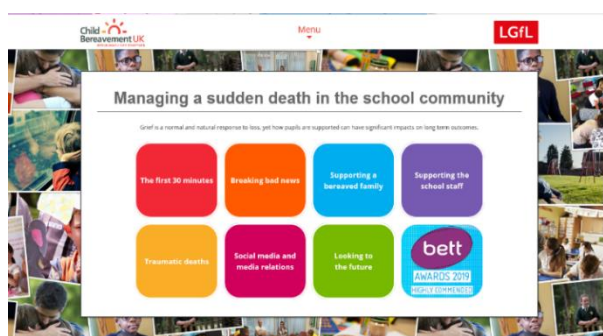 Child
Bereavement UK
Menu
LGfL
Managing a sudden death in the school community
Grief is a normal and natural response to loss, yet how pupils are supported can have significant impacts on long term outcomes.
The first 30 minutes
Breaking bad news
Supporting a
bereaved family
Supporting the
school staff
Traumatic deaths
Social media and
media relations
Looking to
the future
bett
AWARDS 2019
HIGHLY COMMENDED